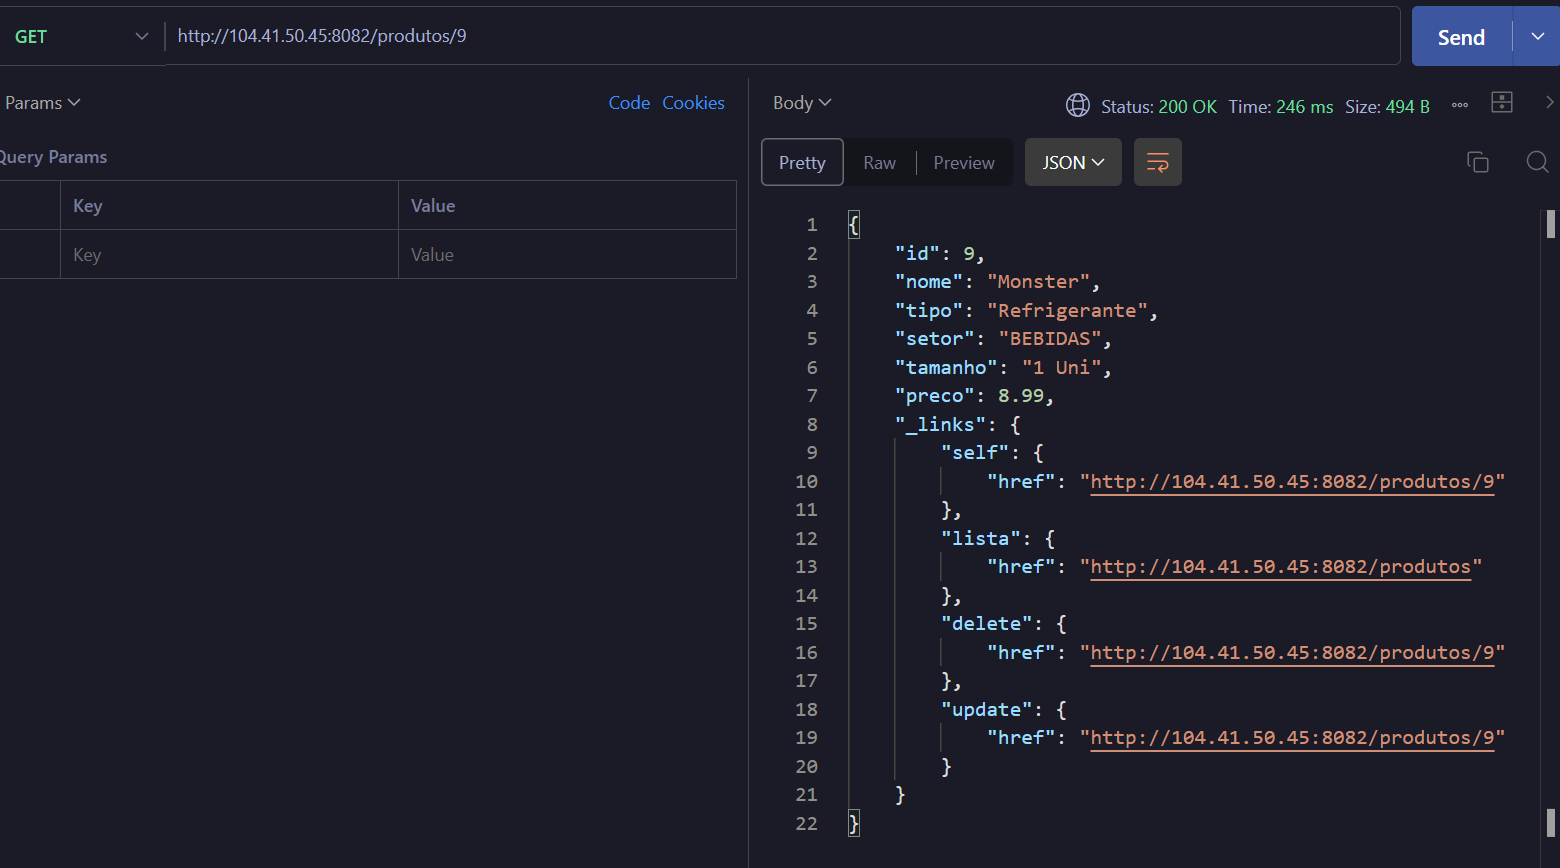 GET http://104.41.50.45:8082/produtos/9 Send
Params Code Cookies
Query Params
Key Value
Key Value
Body Status: 200 OK Time: 246 ms Size: 494 B
Pretty Raw Preview JSON
1 {
2 "id": 9,
3 "nome": "Monster",
4 "tipo": "Refrigerante",
5 "setor": "BEBIDAS",
6 "tamanho": "1 Uni",
7 "preco": 8.99,
8 "_links": {
9 "self": {
10 "href": "http://104.41.50.45:8082/produtos/9"
11 },
12 "lista": {
13 "href": "http://104.41.50.45:8082/produtos"
14 },
15 "delete": {
16 "href": "http://104.41.50.45:8082/produtos/9"
17 },
18 "update": {
19 "href": "http://104.41.50.45:8082/produtos/9"
20 }
21 }
22 }